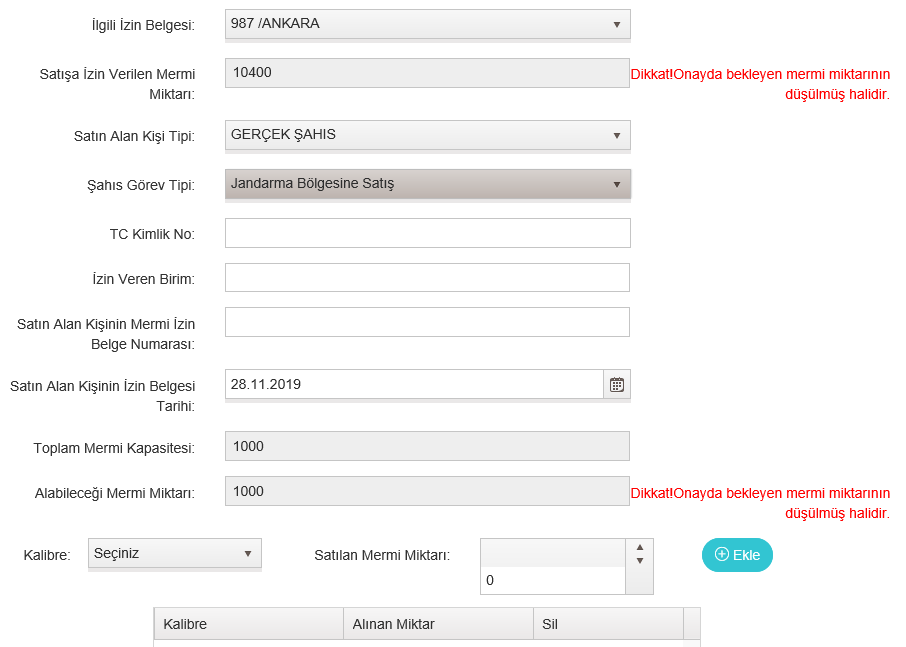 İlgili İzin Belgesi: 987 /ANKARA
Satışa İzin Verilen Mermi 10400 Dikkat!Onayda bekleyen mermi miktarının
Miktarı: düşülmüş halidir.
Satın Alan Kişi Tipi: GERÇEK ŞAHIS
Şahıs Görev Tipi: Jandarma Bölgesine Satış
TC Kimlik No:
İzin Veren Birim:
Satın Alan Kişinin Mermi İzin
Belge Numarası:
Satın Alan Kişinin İzin Belgesi 28.11.2019
Tarihi:
Toplam Mermi Kapasitesi: 1000
Alabileceği Mermi Miktarı: 1000 Dikkat!Onayda bekleyen mermi miktarının
düşülmüş halidir.
Kalibre: Seçiniz Satılan Mermi Miktarı: Ekle
0
Kalibre Alınan Miktar Sil